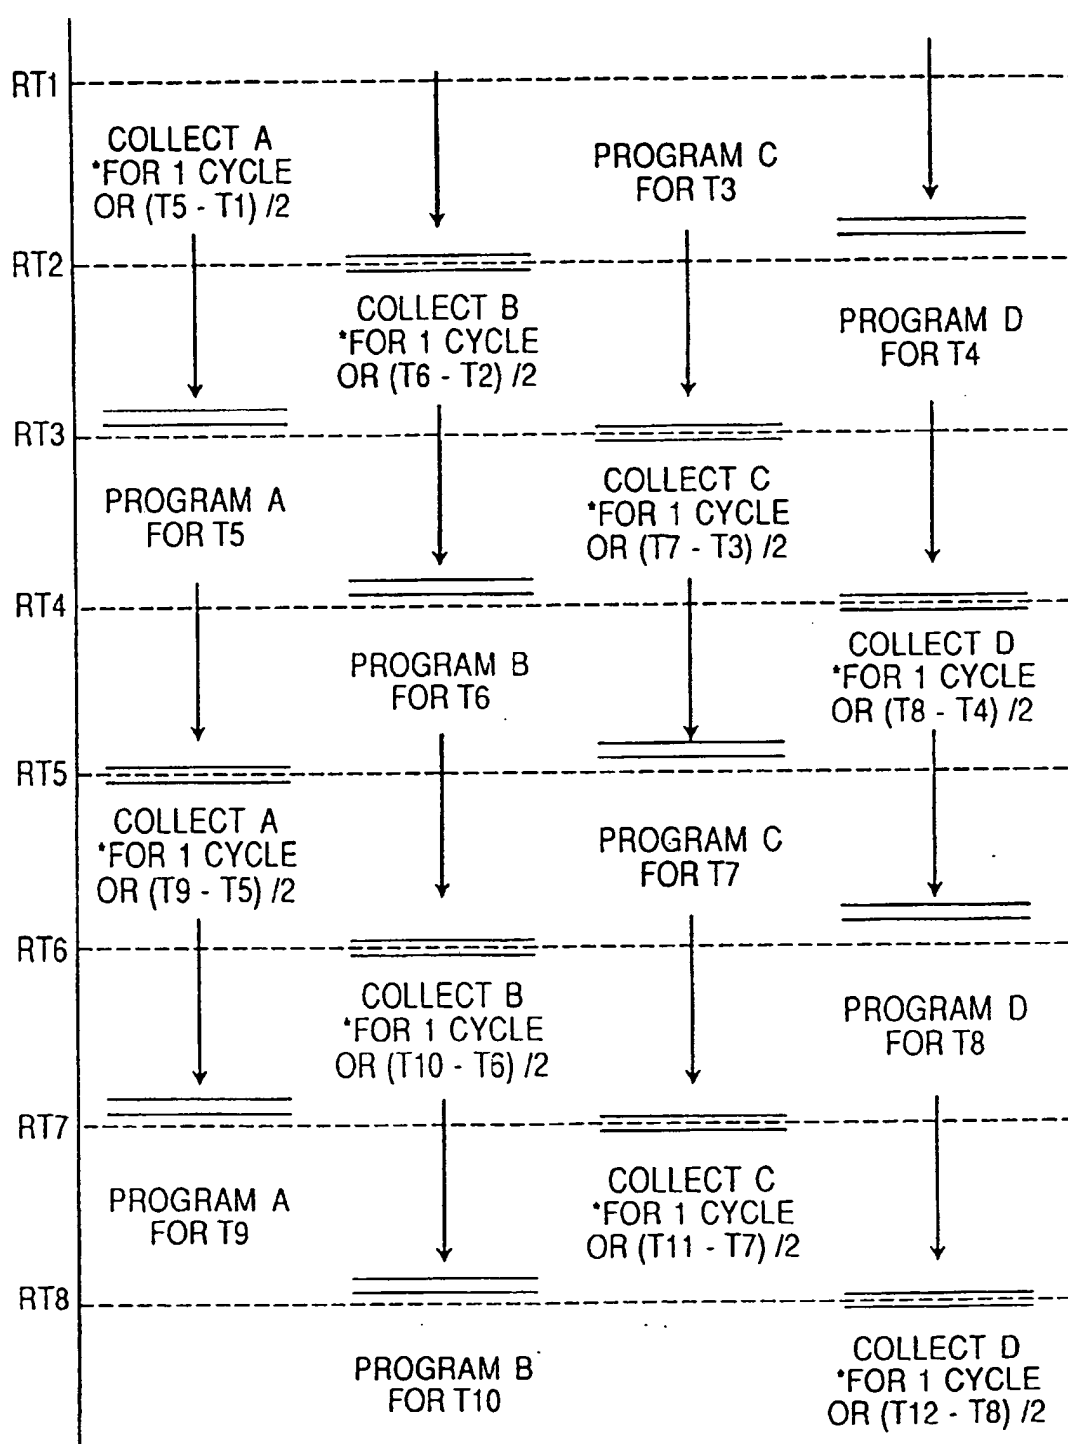 RT1
COLLECT A
*FOR 1 CYCLE
OR (T5 - T1) /2
PROGRAM C
FOR T3
RT2
COLLECT B
*FOR 1 CYCLE
OR (T6 - T2) /2
PROGRAM D
FOR T4
RT3
PROGRAM A
FOR T5
COLLECT C
*FOR 1 CYCLE
OR (T7 - T3) /2
RT4
PROGRAM B
FOR T6
COLLECT D
*FOR 1 CYCLE
OR (T8 - T4) /2
RT5
COLLECT A
*FOR 1 CYCLE
OR (T9 - T5) /2
PROGRAM C
FOR T7
RT6
COLLECT B
*FOR 1 CYCLE
OR (T10 - T6) /2
PROGRAM D
FOR T8
RT7
PROGRAM A
FOR T9
COLLECT C
*FOR 1 CYCLE
OR (T11 - T7) /2
RT8
PROGRAM B
FOR T10
COLLECT D
*FOR 1 CYCLE
OR (T12 - T8) /2